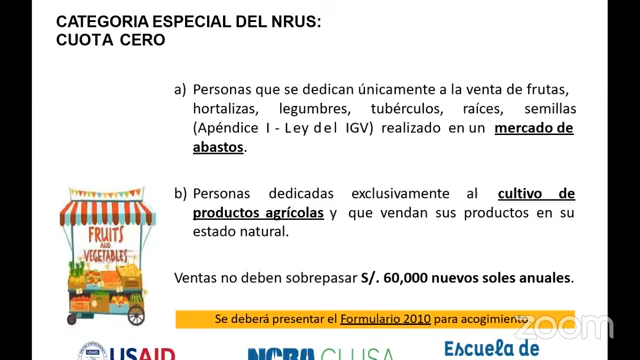 CATEGORIA ESPECIAL DEL NRUS:
CUOTA CERO
a) Personas que se dedican únicamente a la venta de frutas,
hortalizas, legumbres, tubérculos, raíces, semillas
(Apéndice I - Ley del IGV) realizado en un mercado de
abastos.
b) Personas dedicadas exclusivamente al cultivo de
productos agrícolas y que vendan sus productos en su
estado natural.
FRUITS
AND
VEGETABLES
Ventas no deben sobrepasar S/. 60,000 nuevos soles anuales.
Se deberá presentar el Formulario 2010 para acogimiento
zoom
USAID
NCBA CLUSA
Escuela de